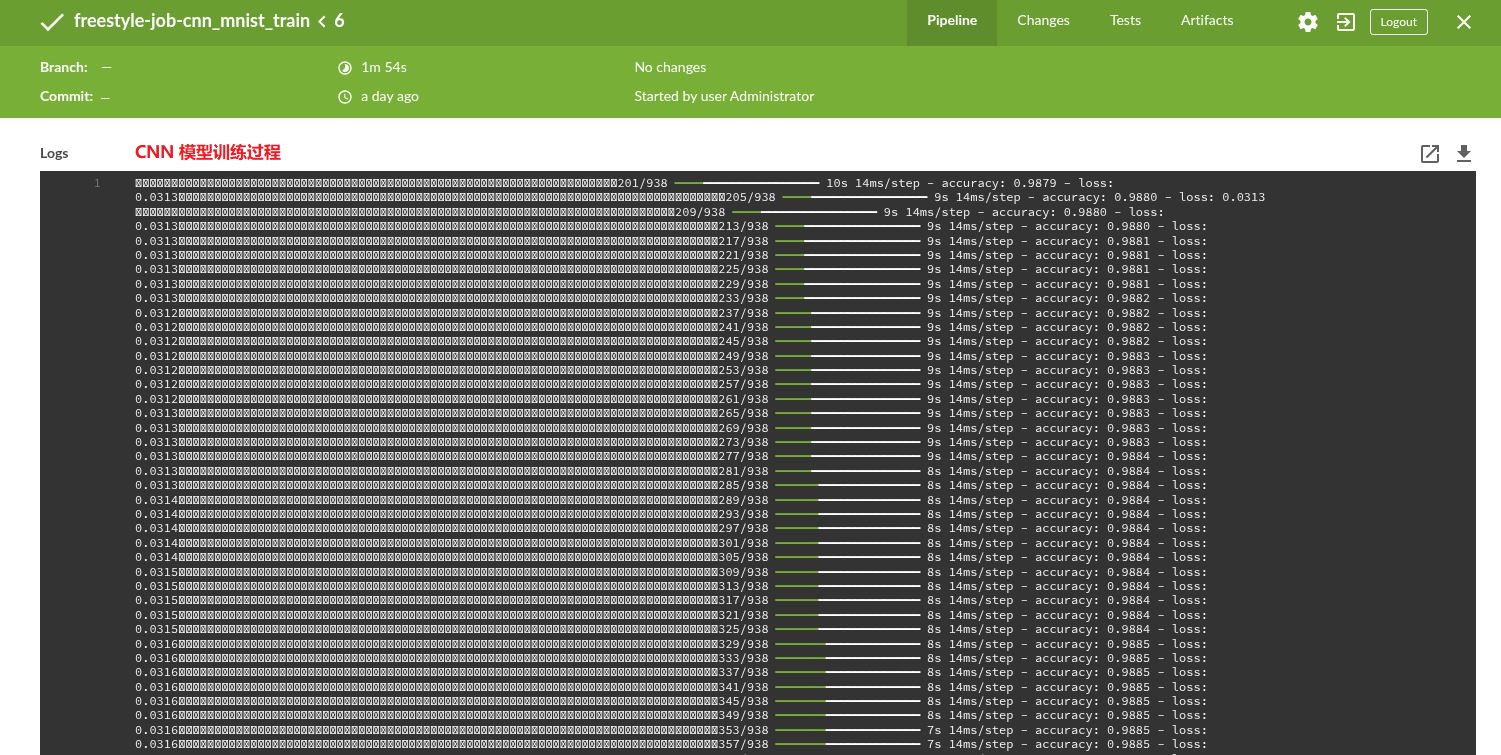 freestyle-job-cnn_mnist_train < 6
Pipeline Changes Tests Artifacts Logout
Branch: — 1m 54s No changes
Commit: — a day ago Started by user Administrator
Logs CNN 模型训练过程
1 201/938 10s 14ms/step - accuracy: 0.9879 - loss:
0.0313 205/938 9s 14ms/step - accuracy: 0.9880 - loss: 0.0313
209/938 9s 14ms/step - accuracy: 0.9880 - loss:
0.0313 213/938 9s 14ms/step - accuracy: 0.9880 - loss:
0.0313 217/938 9s 14ms/step - accuracy: 0.9881 - loss:
0.0313 221/938 9s 14ms/step - accuracy: 0.9881 - loss:
0.0313 225/938 9s 14ms/step - accuracy: 0.9881 - loss:
0.0313 229/938 9s 14ms/step - accuracy: 0.9881 - loss:
0.0313 233/938 9s 14ms/step - accuracy: 0.9882 - loss:
0.0312 237/938 9s 14ms/step - accuracy: 0.9882 - loss:
0.0312 241/938 9s 14ms/step - accuracy: 0.9882 - loss:
0.0312 245/938 9s 14ms/step - accuracy: 0.9882 - loss:
0.0312 249/938 9s 14ms/step - accuracy: 0.9883 - loss:
0.0312 253/938 9s 14ms/step - accuracy: 0.9883 - loss:
0.0312 257/938 9s 14ms/step - accuracy: 0.9883 - loss:
0.0312 261/938 9s 14ms/step - accuracy: 0.9883 - loss:
0.0313 265/938 9s 14ms/step - accuracy: 0.9883 - loss:
0.0313 269/938 9s 14ms/step - accuracy: 0.9883 - loss:
0.0313 273/938 9s 14ms/step - accuracy: 0.9883 - loss:
0.0313 277/938 9s 14ms/step - accuracy: 0.9884 - loss:
0.0313 281/938 8s 14ms/step - accuracy: 0.9884 - loss:
0.0313 285/938 8s 14ms/step - accuracy: 0.9884 - loss:
0.0314 289/938 8s 14ms/step - accuracy: 0.9884 - loss:
0.0314 293/938 8s 14ms/step - accuracy: 0.9884 - loss:
0.0314 297/938 8s 14ms/step - accuracy: 0.9884 - loss:
0.0314 301/938 8s 14ms/step - accuracy: 0.9884 - loss:
0.0314 305/938 8s 14ms/step - accuracy: 0.9884 - loss:
0.0315 309/938 8s 14ms/step - accuracy: 0.9884 - loss:
0.0315 313/938 8s 14ms/step - accuracy: 0.9884 - loss:
0.0315 317/938 8s 14ms/step - accuracy: 0.9884 - loss:
0.0315 321/938 8s 14ms/step - accuracy: 0.9884 - loss:
0.0315 325/938 8s 14ms/step - accuracy: 0.9884 - loss:
0.0316 329/938 8s 14ms/step - accuracy: 0.9885 - loss:
0.0316 333/938 8s 14ms/step - accuracy: 0.9885 - loss:
0.0316 337/938 8s 14ms/step - accuracy: 0.9885 - loss:
0.0316 341/938 8s 14ms/step - accuracy: 0.9885 - loss:
0.0316 345/938 8s 14ms/step - accuracy: 0.9885 - loss:
0.0316 349/938 8s 14ms/step - accuracy: 0.9885 - loss:
0.0316 353/938 7s 14ms/step - accuracy: 0.9885 - loss:
0.0316 357/938 7s 14ms/step - accuracy: 0.9885 - loss: